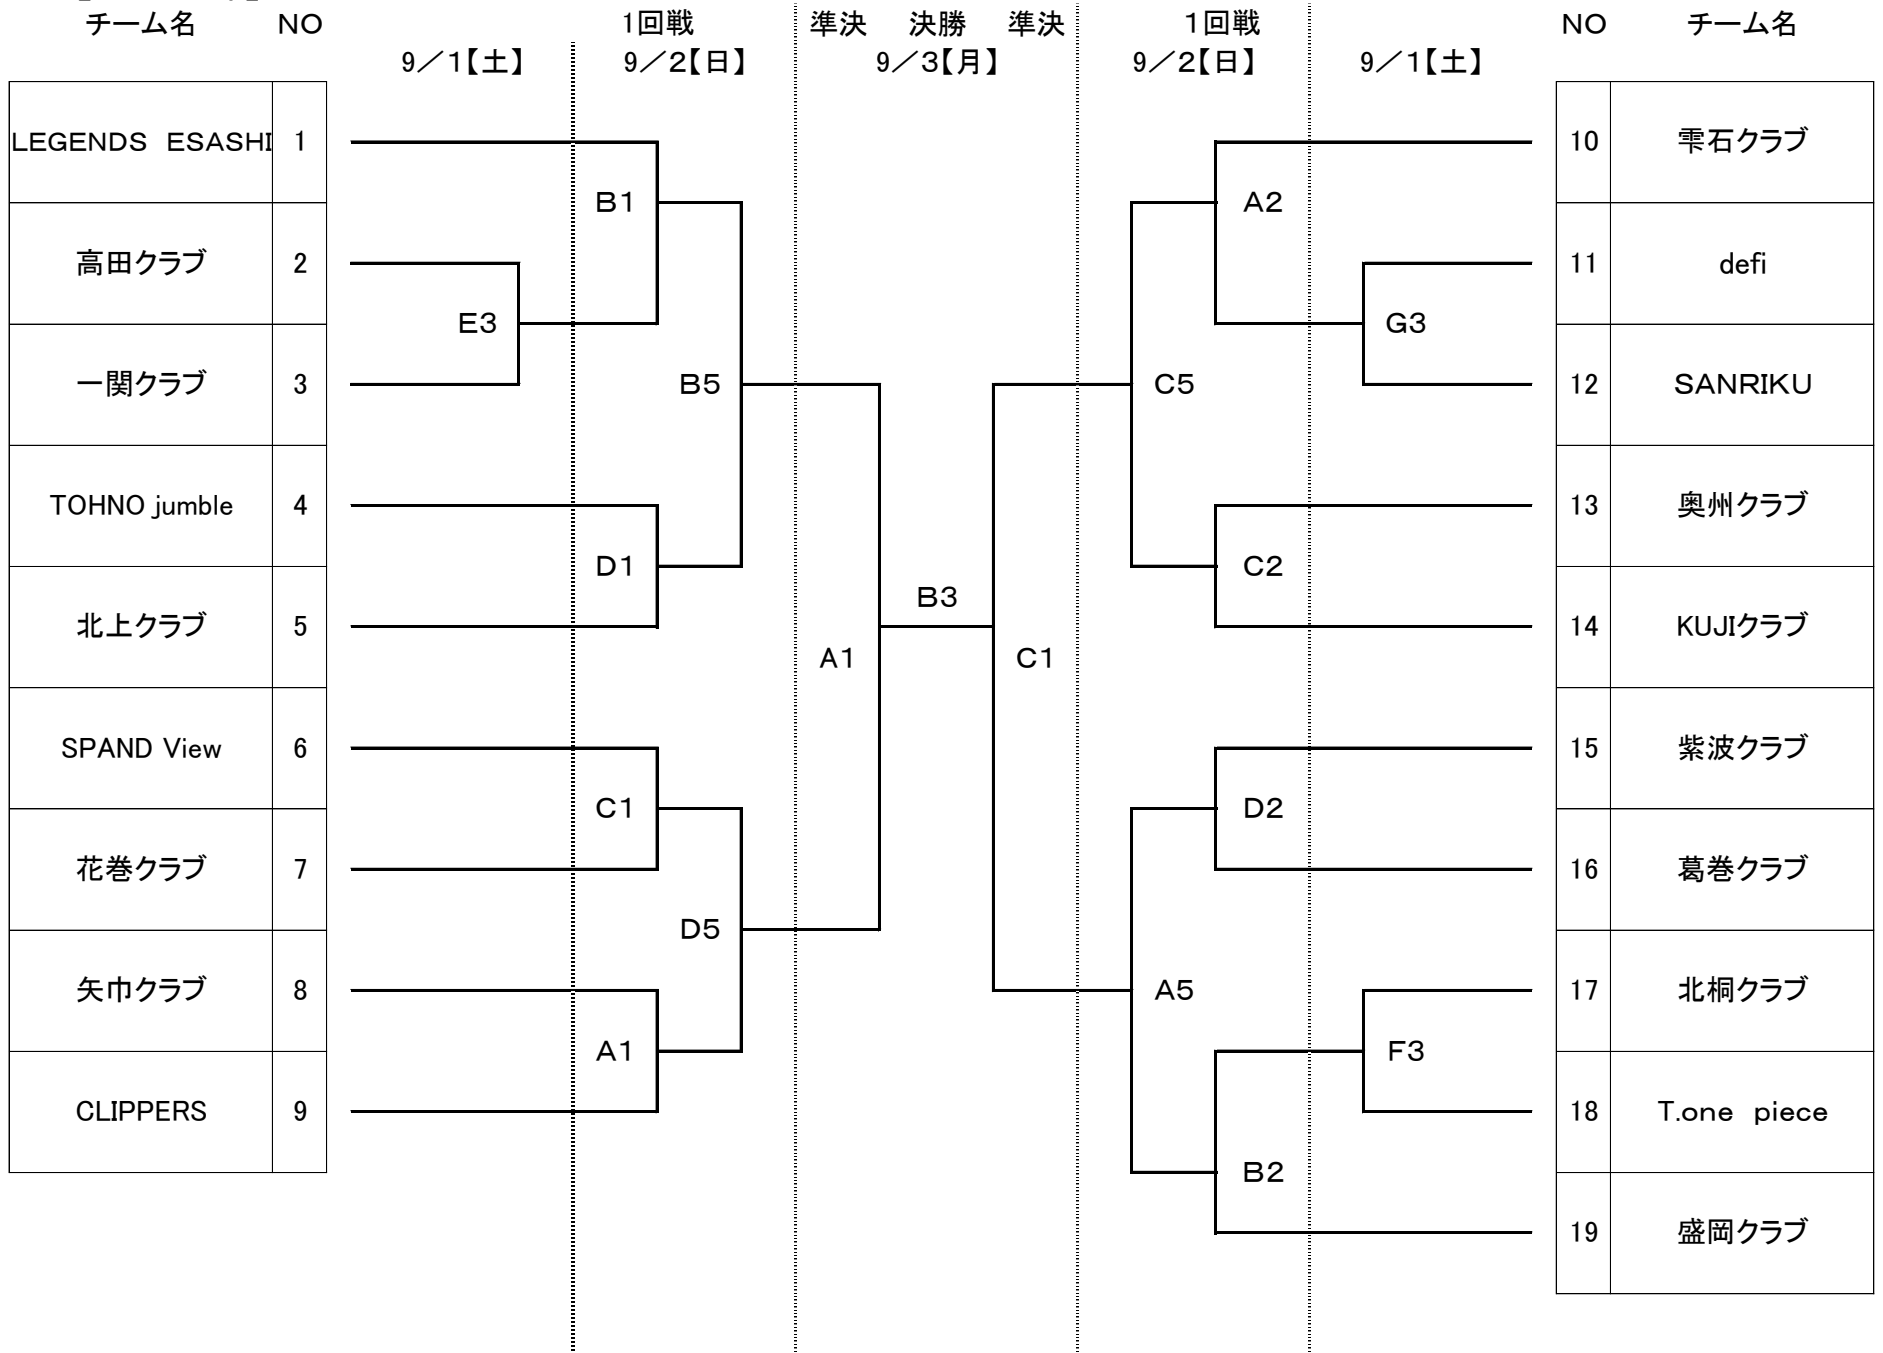 チーム名 NO 1回戦 準決 決勝 準決 1回戦 NO チーム名
9／1【土】 9／2【日】 9／3【月】 9／2【日】 9／1【土】
LEGENDS ESASHI 1 10 雫石クラブ
B1 A2
高田クラブ 2 11 defi
E3 G3
一関クラブ 3 B5 C5 12 SANRIKU
TOHNO jumble 4 13 奥州クラブ
D1 C2
B3
北上クラブ 5 14 KUJIクラブ
A1 C1
SPAND View 6 15 紫波クラブ
C1 D2
花巻クラブ 7 16 葛巻クラブ
D5
矢巾クラブ 8 A5 17 北桐クラブ
A1 F3
CLIPPERS 9 18 T.one piece
B2
19 盛岡クラブ